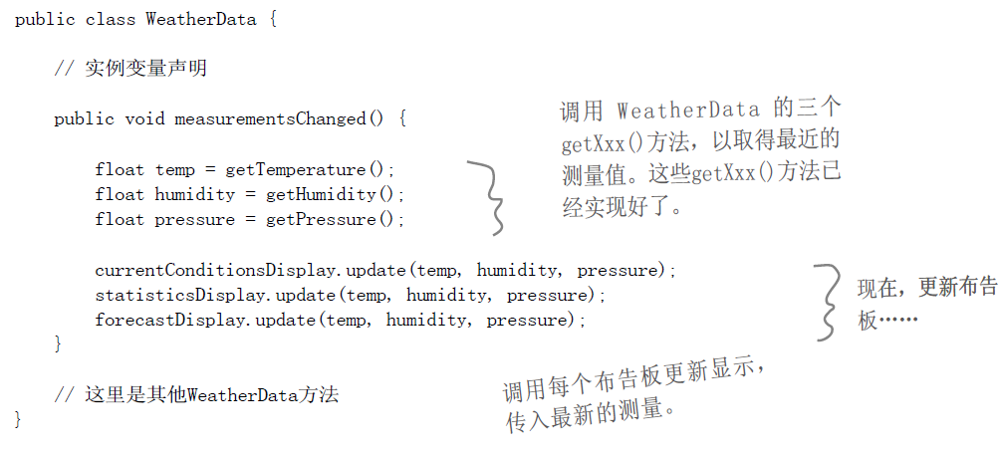 public class WeatherData {
// 实例变量声明
public void measurementsChanged() {
float temp = getTemperature();
float humidity = getHumidity();
float pressure = getPressure();
调用 WeatherData 的三个
getXxx()方法，以取得最近的
测量值。这些getXxx()方法已
经实现好了。
currentConditionsDisplay.update(temp, humidity, pressure);
statisticsDisplay.update(temp, humidity, pressure);
forecastDisplay.update(temp, humidity, pressure);
}
现在，更新布告
板……
调用每个布告板更新显示，
传入最新的测量。
// 这里是其他WeatherData方法
}